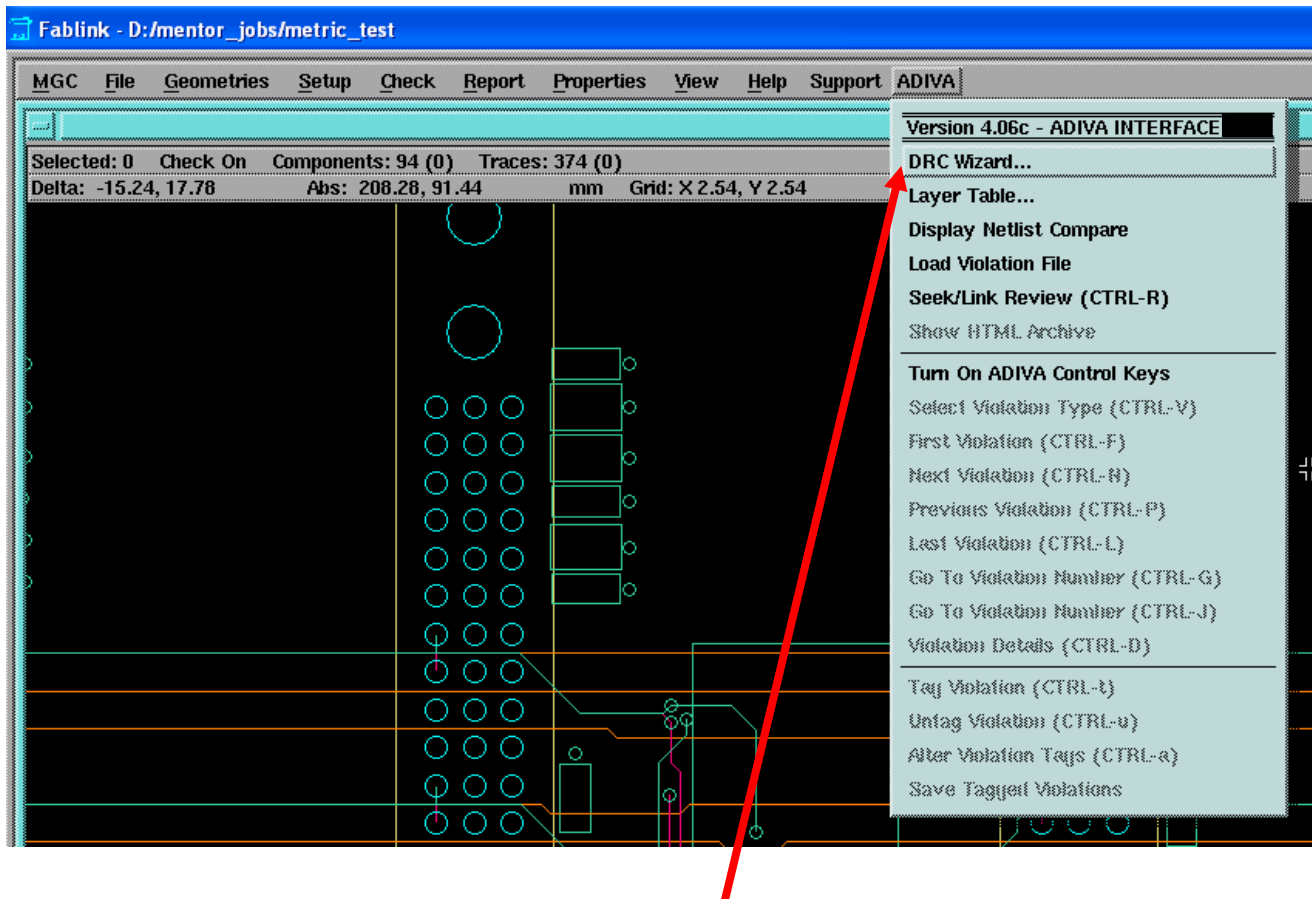 Fablink - D:/mentor_jobs/metric_test
MGC File Geometries Setup Check Report Properties View Help Support ADIVA
Selected: 0 Check On Components: 94 (0) Traces: 374 (0)
Delta: -15.24, 17.78 Abs: 208.28, 91.44 mm Grid: X 2.54, Y 2.54
Version 4.06c - ADIVA INTERFACE
DRC Wizard...
Layer Table...
Display Netlist Compare
Load Violation File
Seek/Link Review (CTRL-R)
Show HTML Archive
Turn On ADIVA Control Keys
Select Violation Type (CTRL-V)
First Violation (CTRL-F)
Next Violation (CTRL-N)
Previous Violation (CTRL-P)
Last Violation (CTRL-L)
Go To Violation Number (CTRL-G)
Go To Violation Number (CTRL-J)
Violation Details (CTRL-D)
Tag Violation (CTRL-t)
Untag Violation (CTRL-u)
Alter Violation Tags (CTRL-a)
Save Tagged Violations